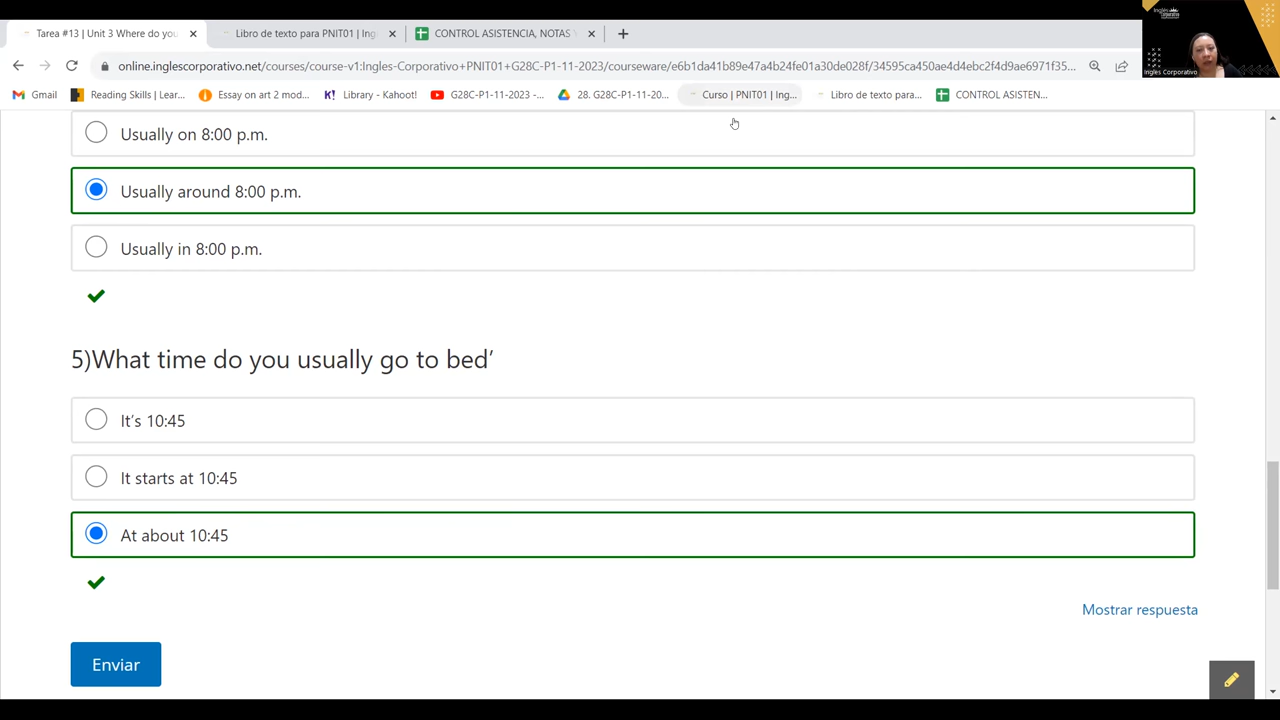 Tarea #13 | Unit 3 Where do you
Libro de texto para PNIT01 | Ing
CONTROL ASISTENCIA, NOTAS Y
online.inglescorporativo.net/courses/course-v1:Ingles-Corporativo+PNIT01+G28C-P1-11-2023/courseware/e6b1da41b89e47a4b24fe01a30de028f/34595ca450ae4d4ebc2f4d9ae6971f35...
Gmail
Reading Skills | Lear...
Essay on art 2 mod...
Library - Kahoot!
G28C-P1-11-2023 -...
28. G28C-P1-11-20...
Curso | PNIT01 | Ing...
Libro de texto para...
CONTROL ASISTEN...
Inglés
Corporativo
Ingles Corporativo
Usually on 8:00 p.m.
Usually around 8:00 p.m.
Usually in 8:00 p.m.
5)What time do you usually go to bed’
It’s 10:45
It starts at 10:45
At about 10:45
Mostrar respuesta
Enviar